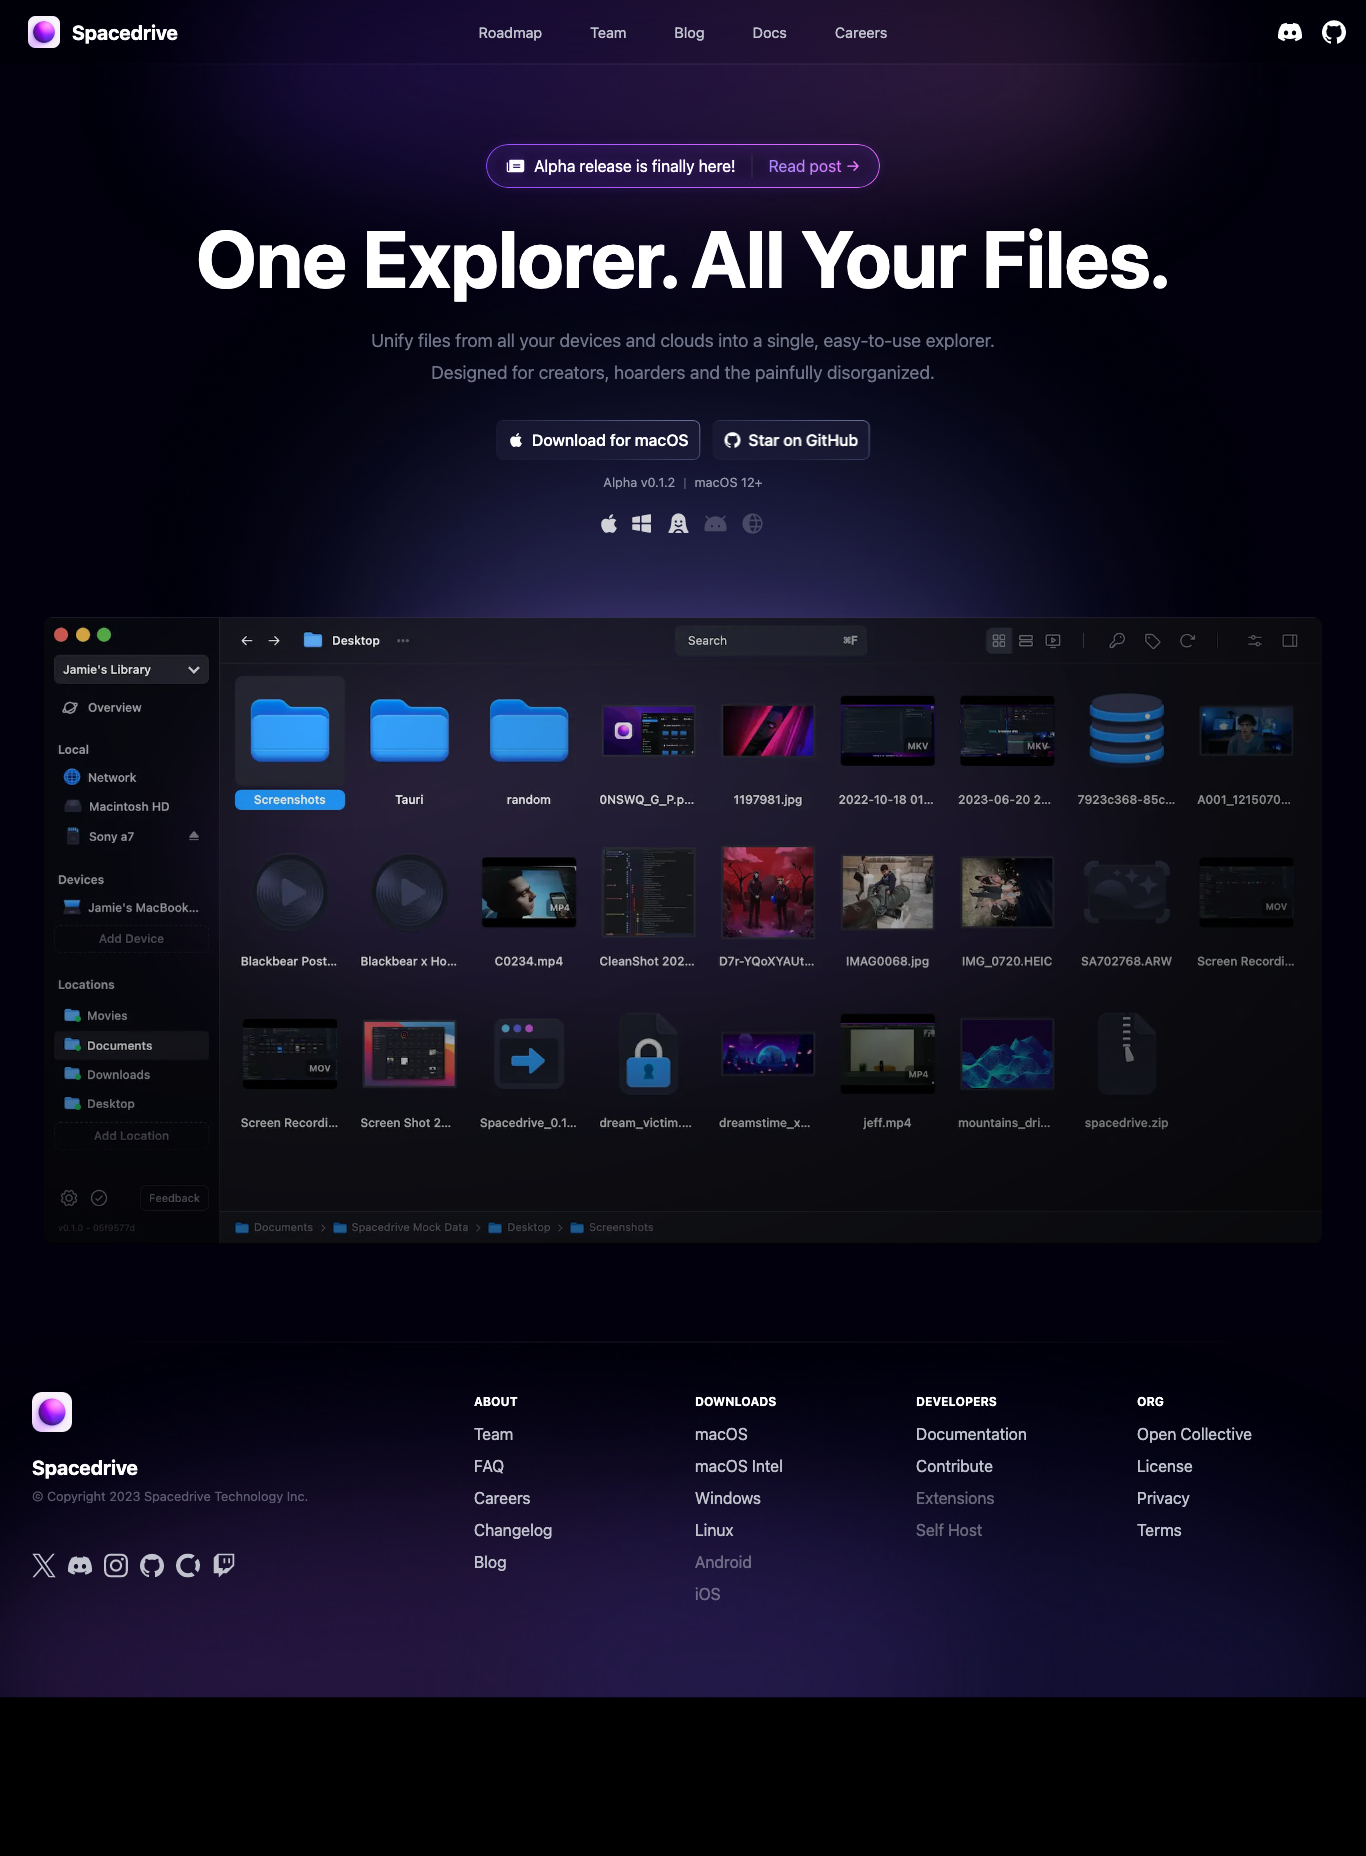 Spacedrive
Roadmap
Team
Blog
Docs
Careers
Alpha release is finally here!
Read post →
One Explorer. All Your Files.
Unify files from all your devices and clouds into a single, easy-to-use explorer.
Designed for creators, hoarders and the painfully disorganized.
Download for macOS
Star on GitHub
Alpha v0.1.2 | macOS 12+
Jamie's Library
Overview
Local
Network
Macintosh HD
Sony a7
Devices
Jamie's MacBook...
Add Device
Locations
Movies
Documents
Downloads
Desktop
Add Location
Feedback
v0.1.0 - 05f9577d
Desktop
Search
⌘F
Screenshots
Tauri
random
0NSWQ_G_P.p...
1197981.jpg
MKV
2022-10-18 01...
MKV
2023-06-20 2...
7923c368-85c...
A001_1215070...
Blackbear Post...
Blackbear x Ho...
MP4
C0234.mp4
CleanShot 202...
D7r-YQoXYAUt...
IMAG0068.jpg
IMG_0720.HEIC
SA702768.ARW
MOV
Screen Recordi...
MOV
Screen Recordi...
Screen Shot 2...
Spacedrive_0.1...
dream_victim....
dreamstime_x...
MP4
jeff.mp4
mountains_dri...
spacedrive.zip
Documents > Spacedrive Mock Data > Desktop > Screenshots
Spacedrive
© Copyright 2023 Spacedrive Technology Inc.
ABOUT
Team
FAQ
Careers
Changelog
Blog
DOWNLOADS
macOS
macOS Intel
Windows
Linux
Android
iOS
DEVELOPERS
Documentation
Contribute
Extensions
Self Host
ORG
Open Collective
License
Privacy
Terms